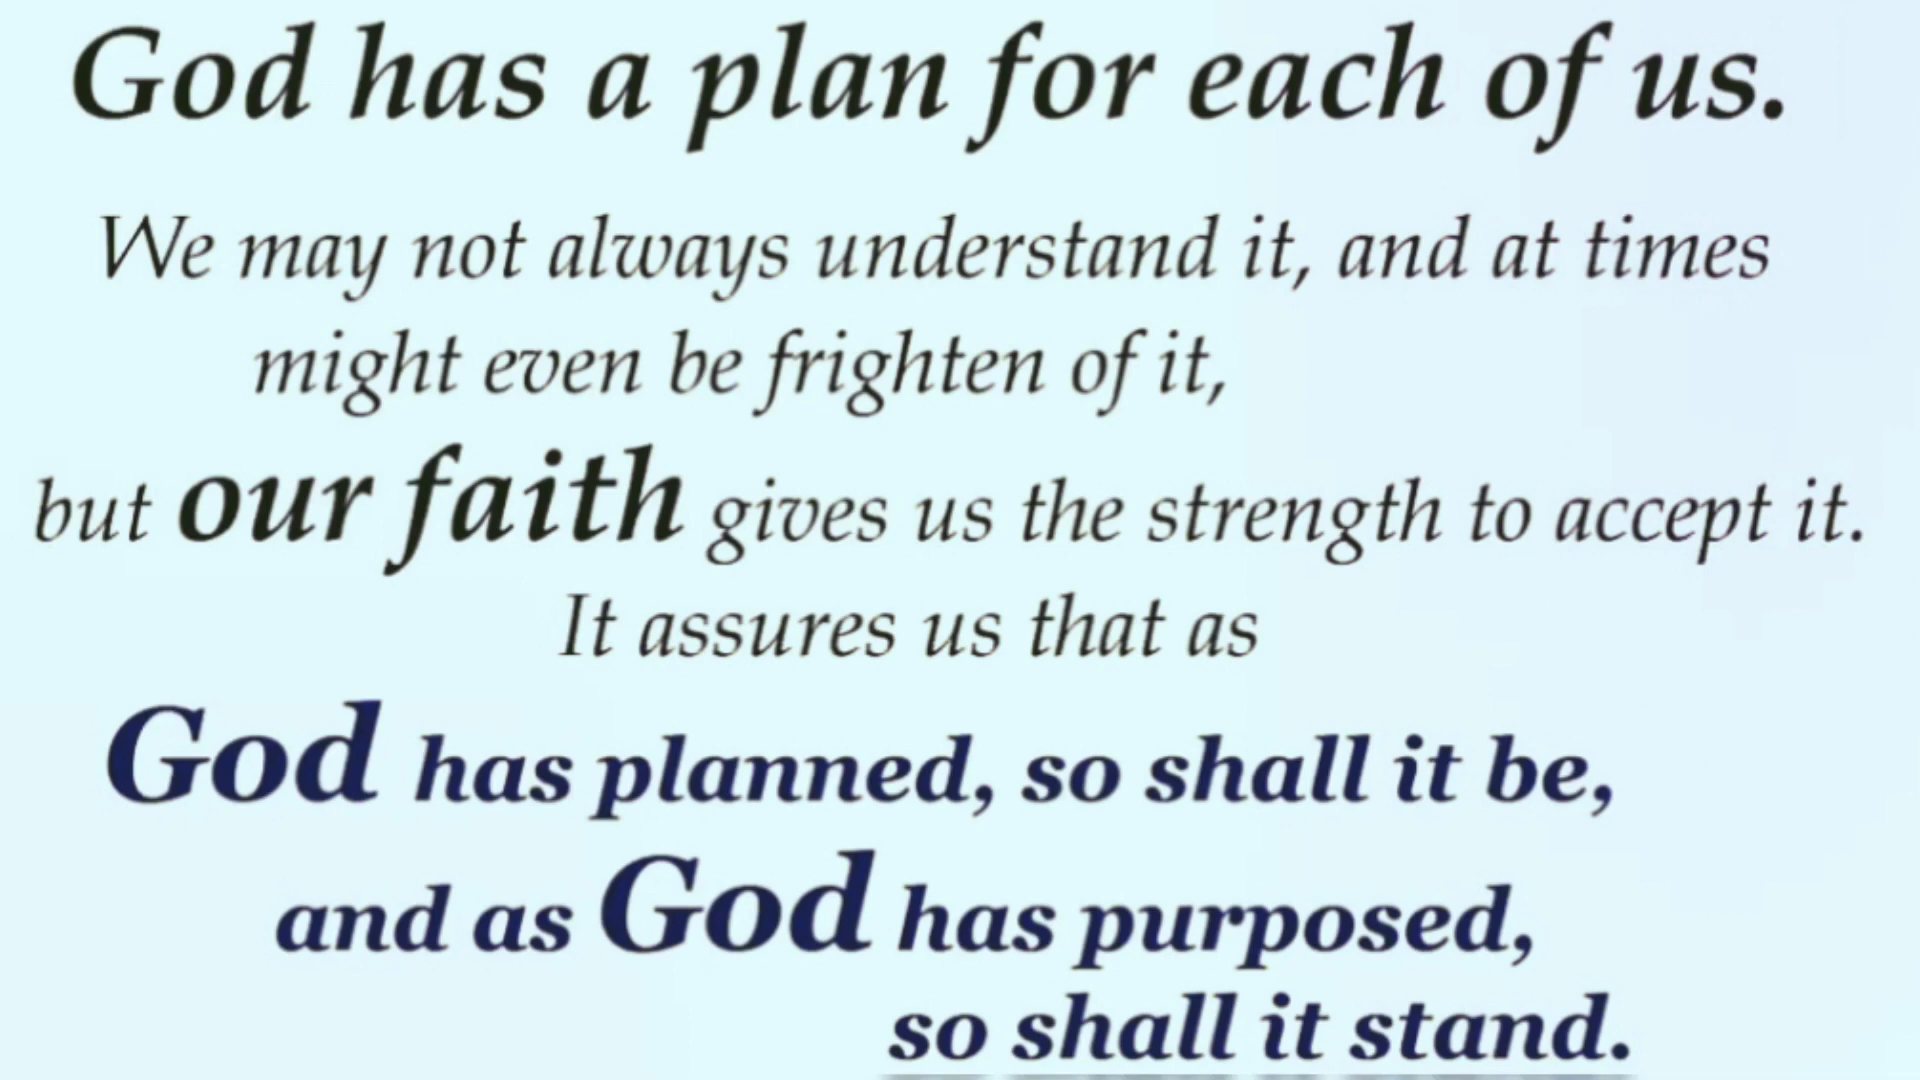 God has a plan for each of us.
We may not always understand it, and at times
might even be frighten of it,
but our faith gives us the strength to accept it.
It assures us that as
God has planned, so shall it be,
and as God has purposed,
so shall it stand.